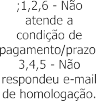 ;1,2,6 - Não
atende a
condição de
pagamento/prazo
3,4,5 - Não
respondeu e-mail
de homologação.